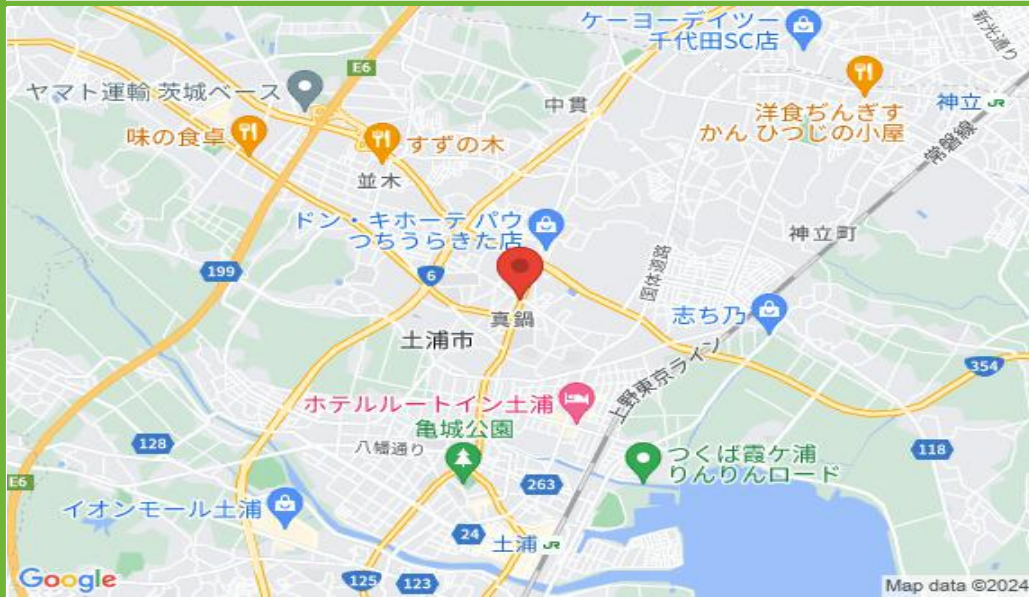 ケーヨーデイツー
千代田SC店
新光通り
E6
ヤマト運輸 茨城ベース
中貫
洋食ぢんぎす
かん ひつじの小屋
神立 JR
味の食卓
すずの木
常磐線
並木
ドン・キホーテ パウ
つちうらきた店
神立町
国体道路
199
6
真鍋
志ち乃
土浦市
上野東京ライン
354
ホテルルートイン土浦
亀城公園
八幡通り
128
つくば霞ケ浦
りんりんロード
118
E6
263
イオンモール土浦
24
土浦 JR
125
123
Google
Map data ©2024